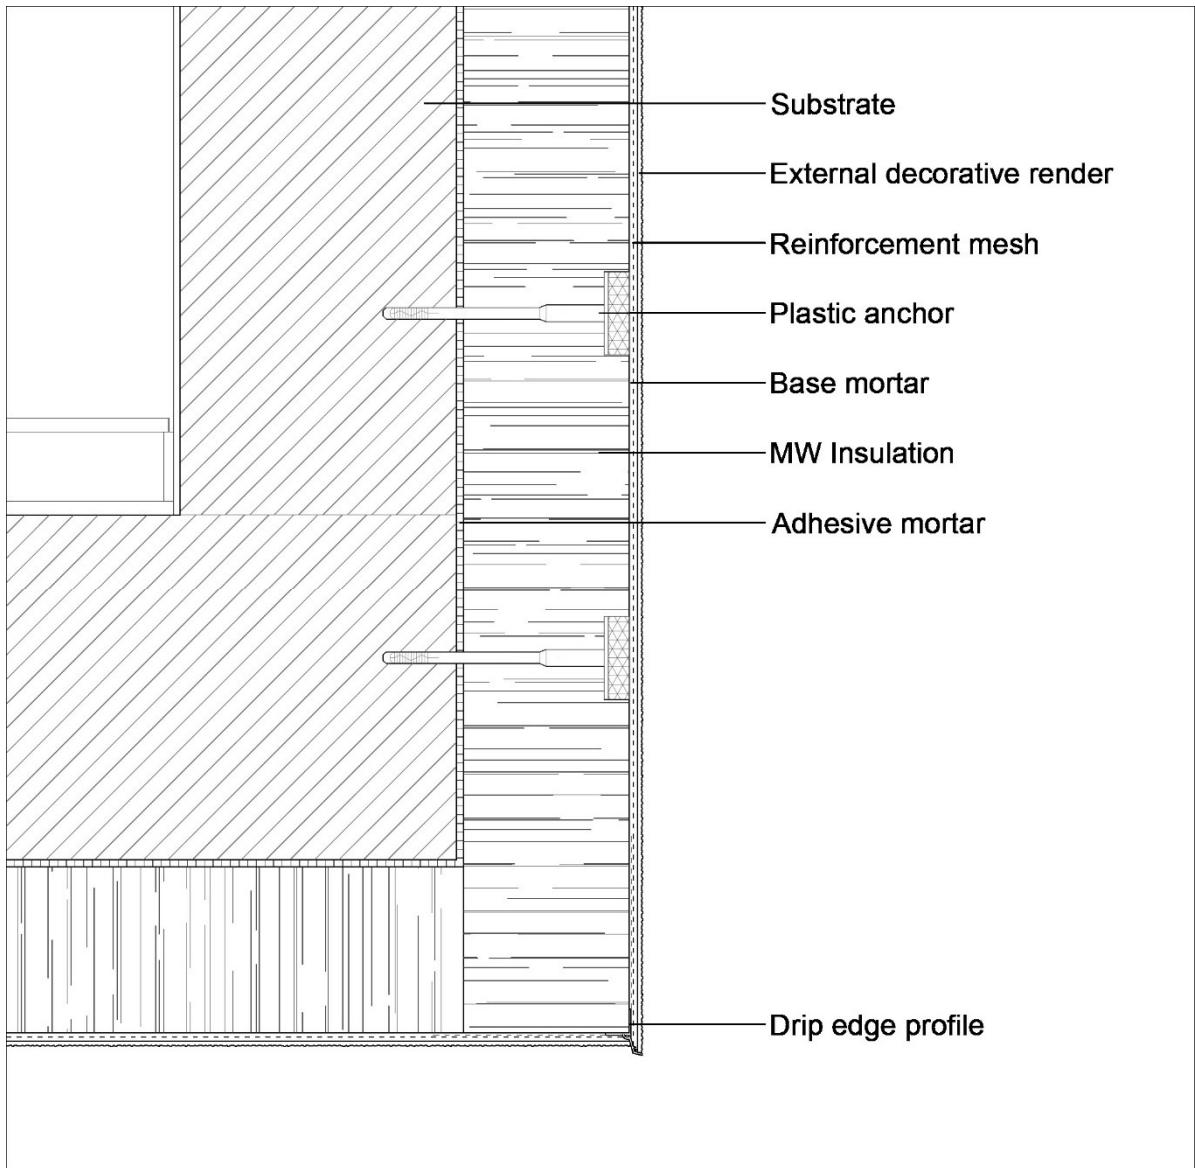 Substrate
External decorative render
Reinforcement mesh
Plastic anchor
Base mortar
MW Insulation
Adhesive mortar
Drip edge profile